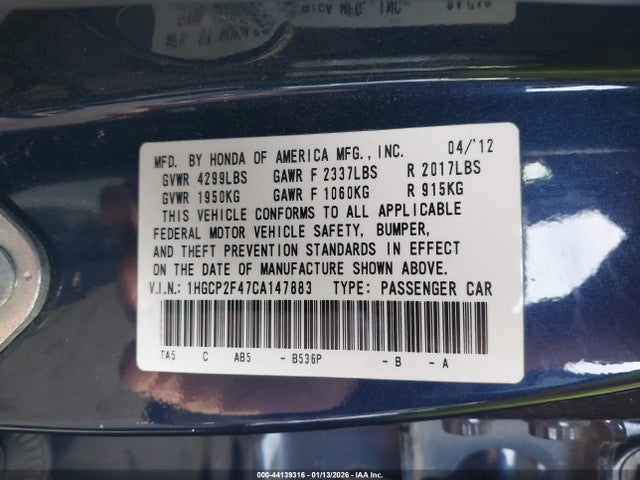 MFD. BY HONDA OF AMERICA MFG., INC. 04/'12
GVWR 4299LBS GAWR F 2337LBS R 2017LBS
GVWR 1950KG GAWR F 1060KG R 915KG
THIS VEHICLE CONFORMS TO ALL APPLICABLE
FEDERAL MOTOR VEHICLE SAFETY, BUMPER,
AND THEFT PREVENTION STANDARDS IN EFFECT
ON THE DATE OF MANUFACTURE SHOWN ABOVE.
V.I.N.: 1HGCP2F47CA147883 TYPE: PASSENGER CAR
TA5 C AB5 - B536P - B - A
000-44139316 - 01/13/2026 - IAA Inc.